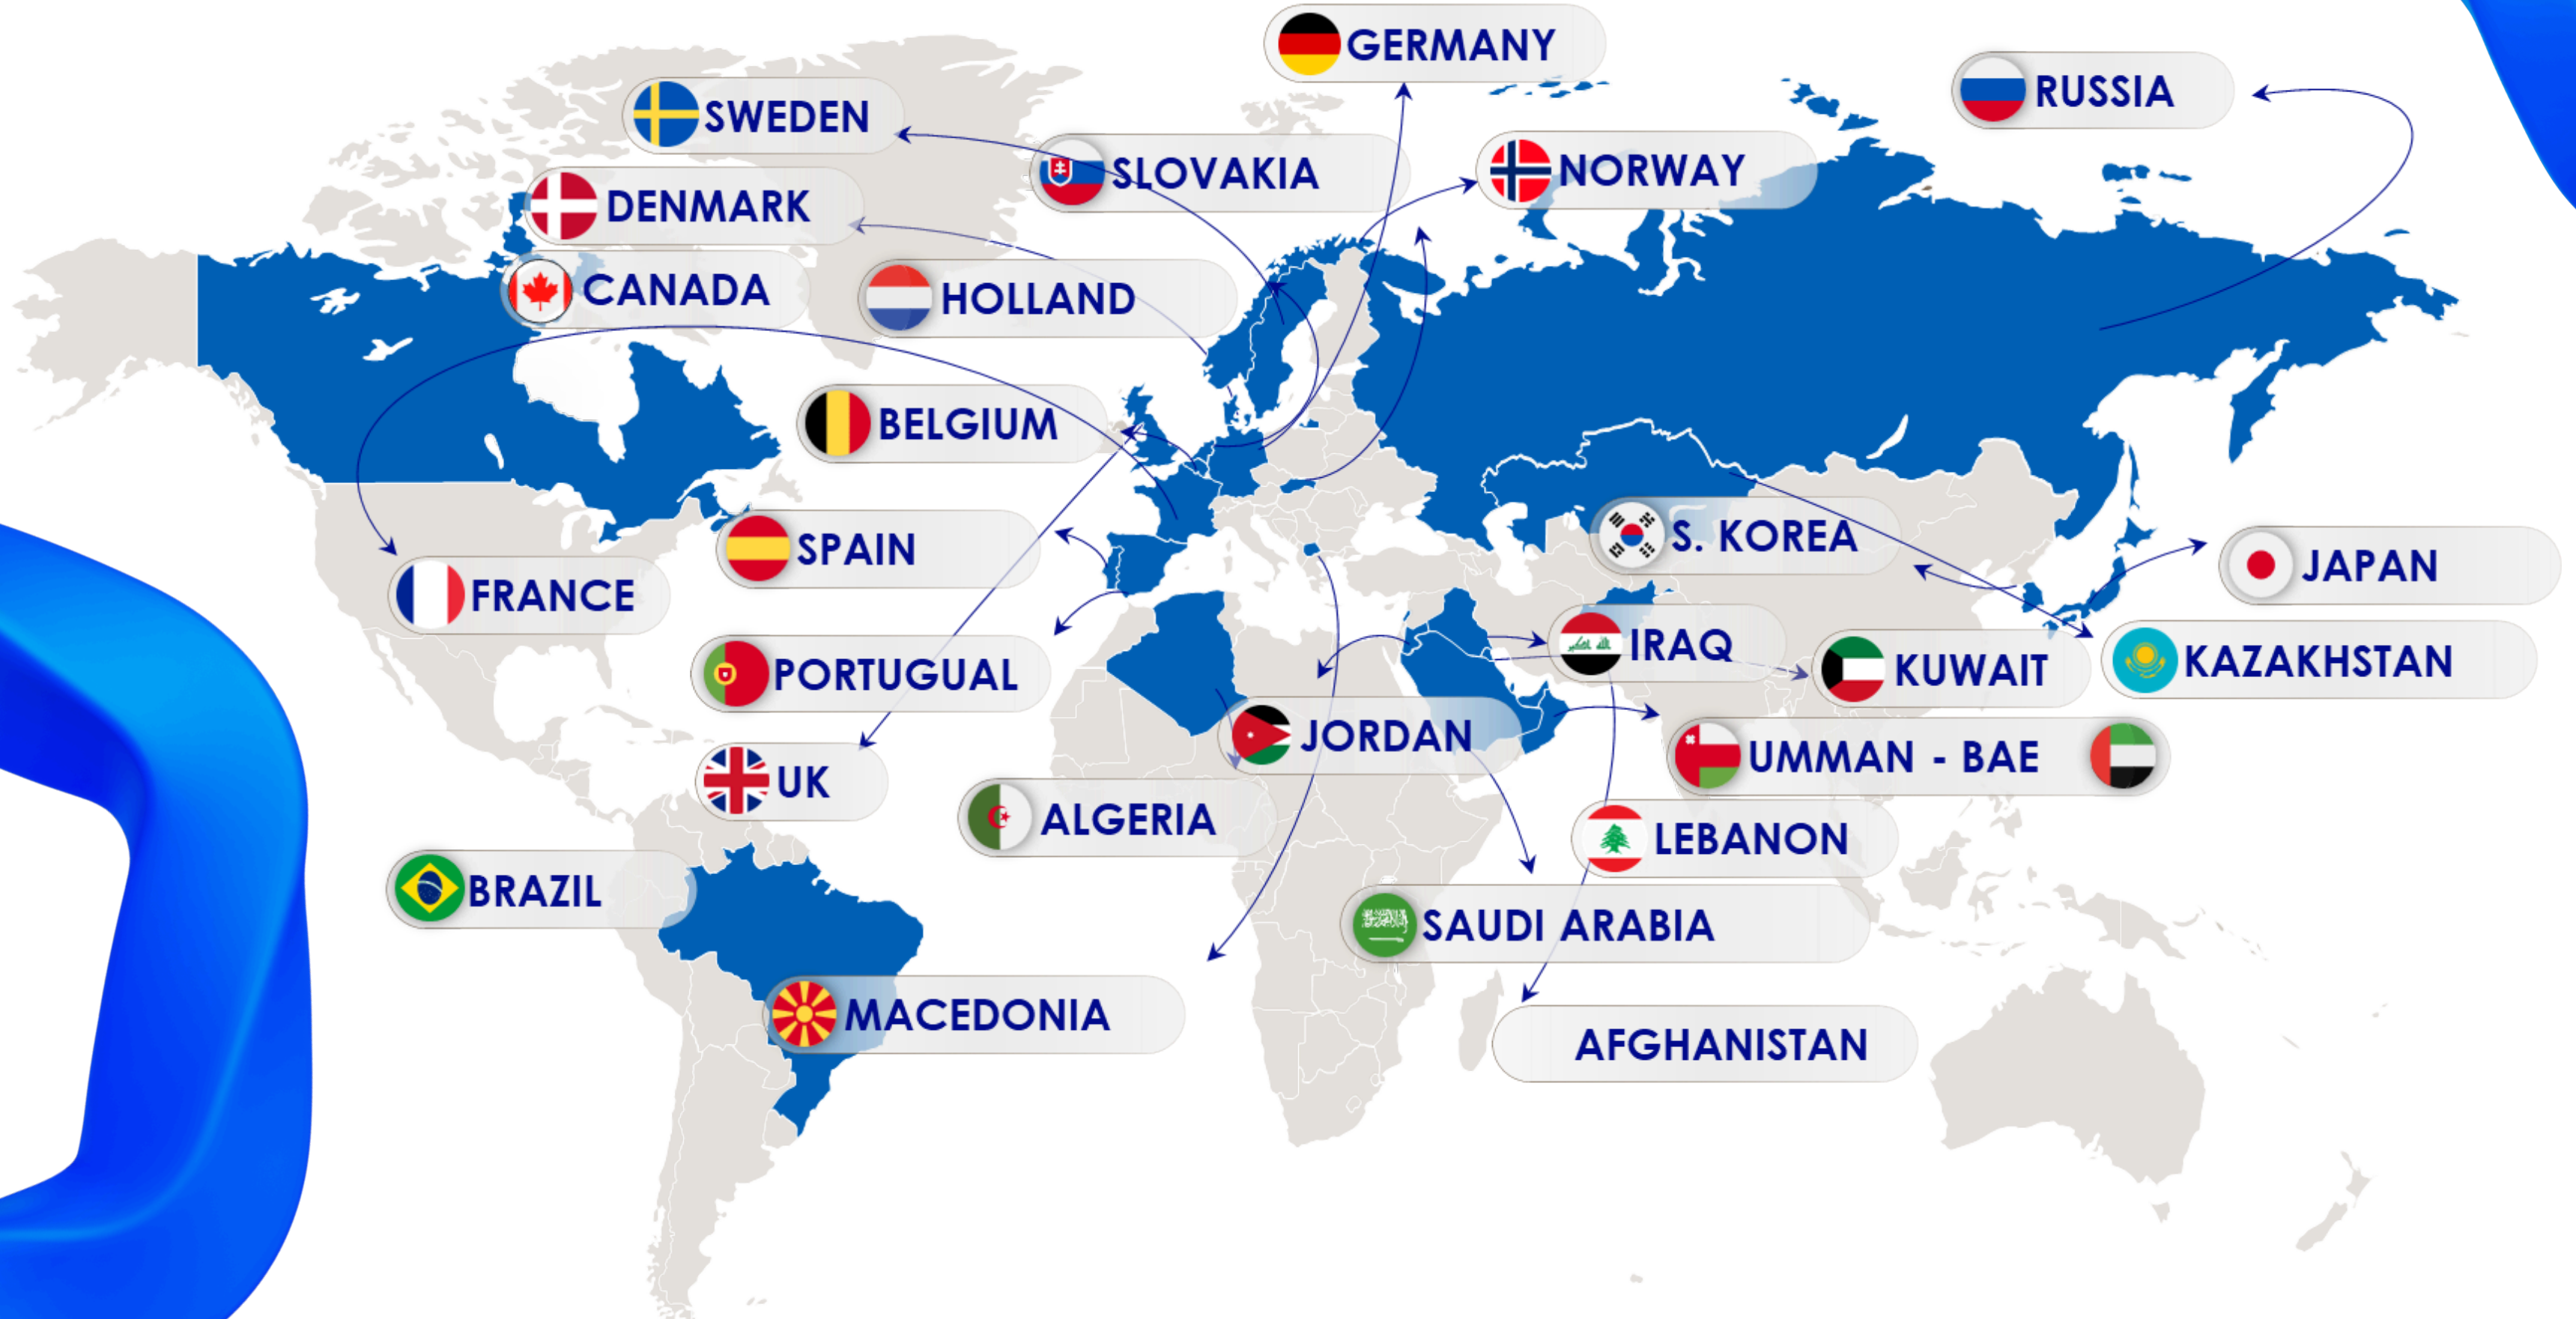 GERMANY
RUSSIA
SWEDEN
SLOVAKIA
NORWAY
DENMARK
CANADA
HOLLAND
BELGIUM
SPAIN
S. KOREA
JAPAN
FRANCE
IRAQ
KUWAIT
KAZAKHSTAN
PORTUGUAL
JORDAN
UMMAN - BAE
UK
ALGERIA
LEBANON
BRAZIL
SAUDI ARABIA
MACEDONIA
AFGHANISTAN